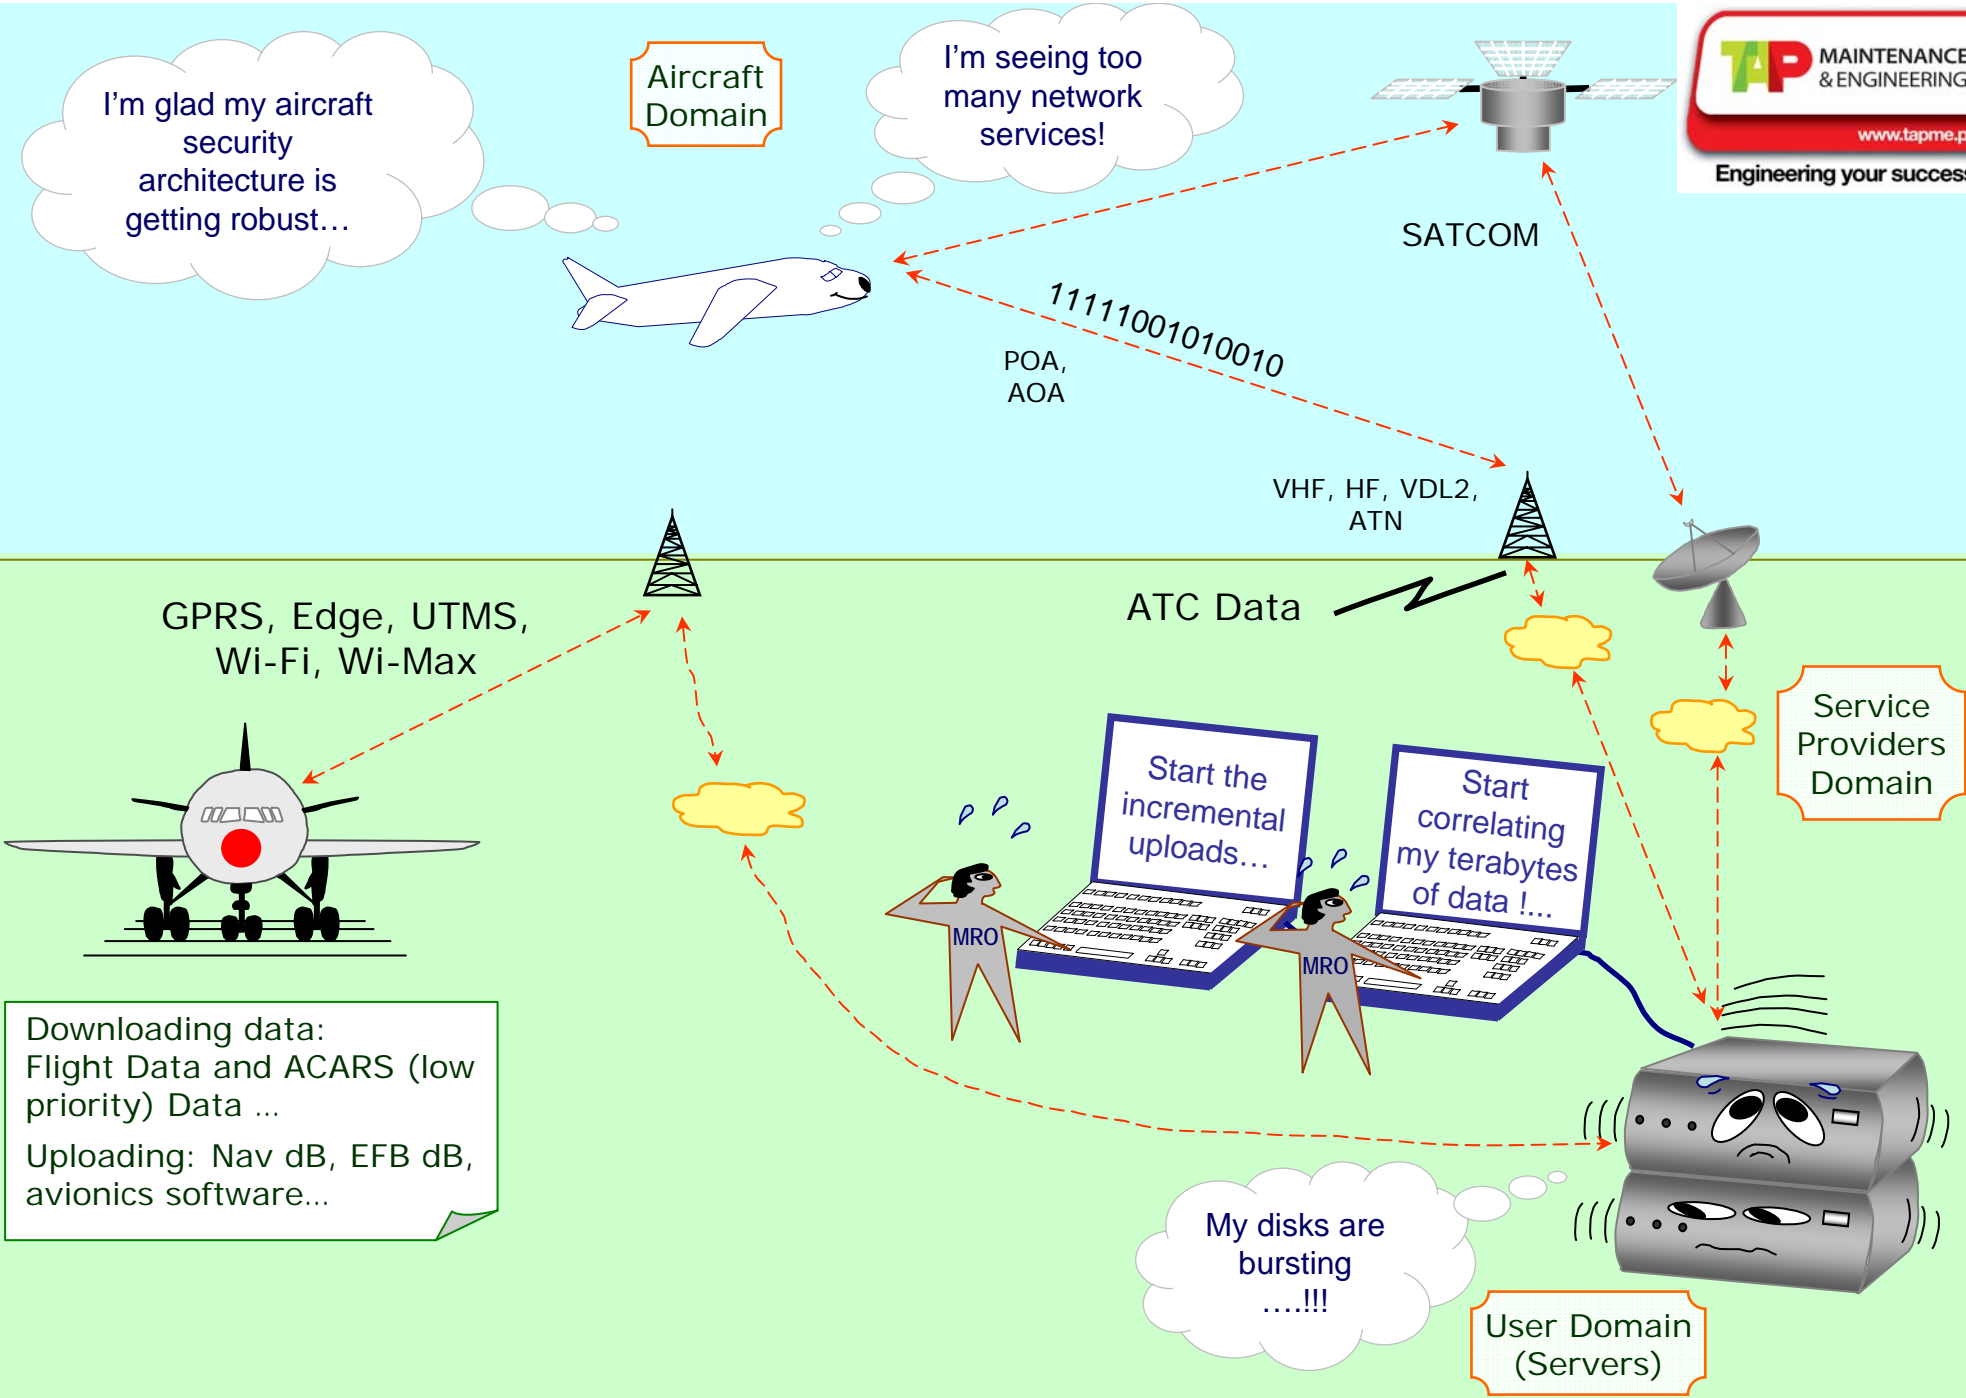 I'm glad my aircraft
security
architecture is
getting robust…
Aircraft
Domain
I'm seeing too
many network
services!
TAP
MAINTENANCE
& ENGINEERING
www.tapme.p
Engineering your success
SATCOM
11111001010010
POA,
AOA
VHF, HF, VDL2,
ATN
GPRS, Edge, UTMS,
Wi-Fi, Wi-Max
ATC Data
Service
Providers
Domain
Start the
incremental
uploads…
Start
correlating
my terabytes
of data !...
MRO
MRO
Downloading data:
Flight Data and ACARS (low
priority) Data …
Uploading: Nav dB, EFB dB,
avionics software…
My disks are
bursting
….!!!
User Domain
(Servers)